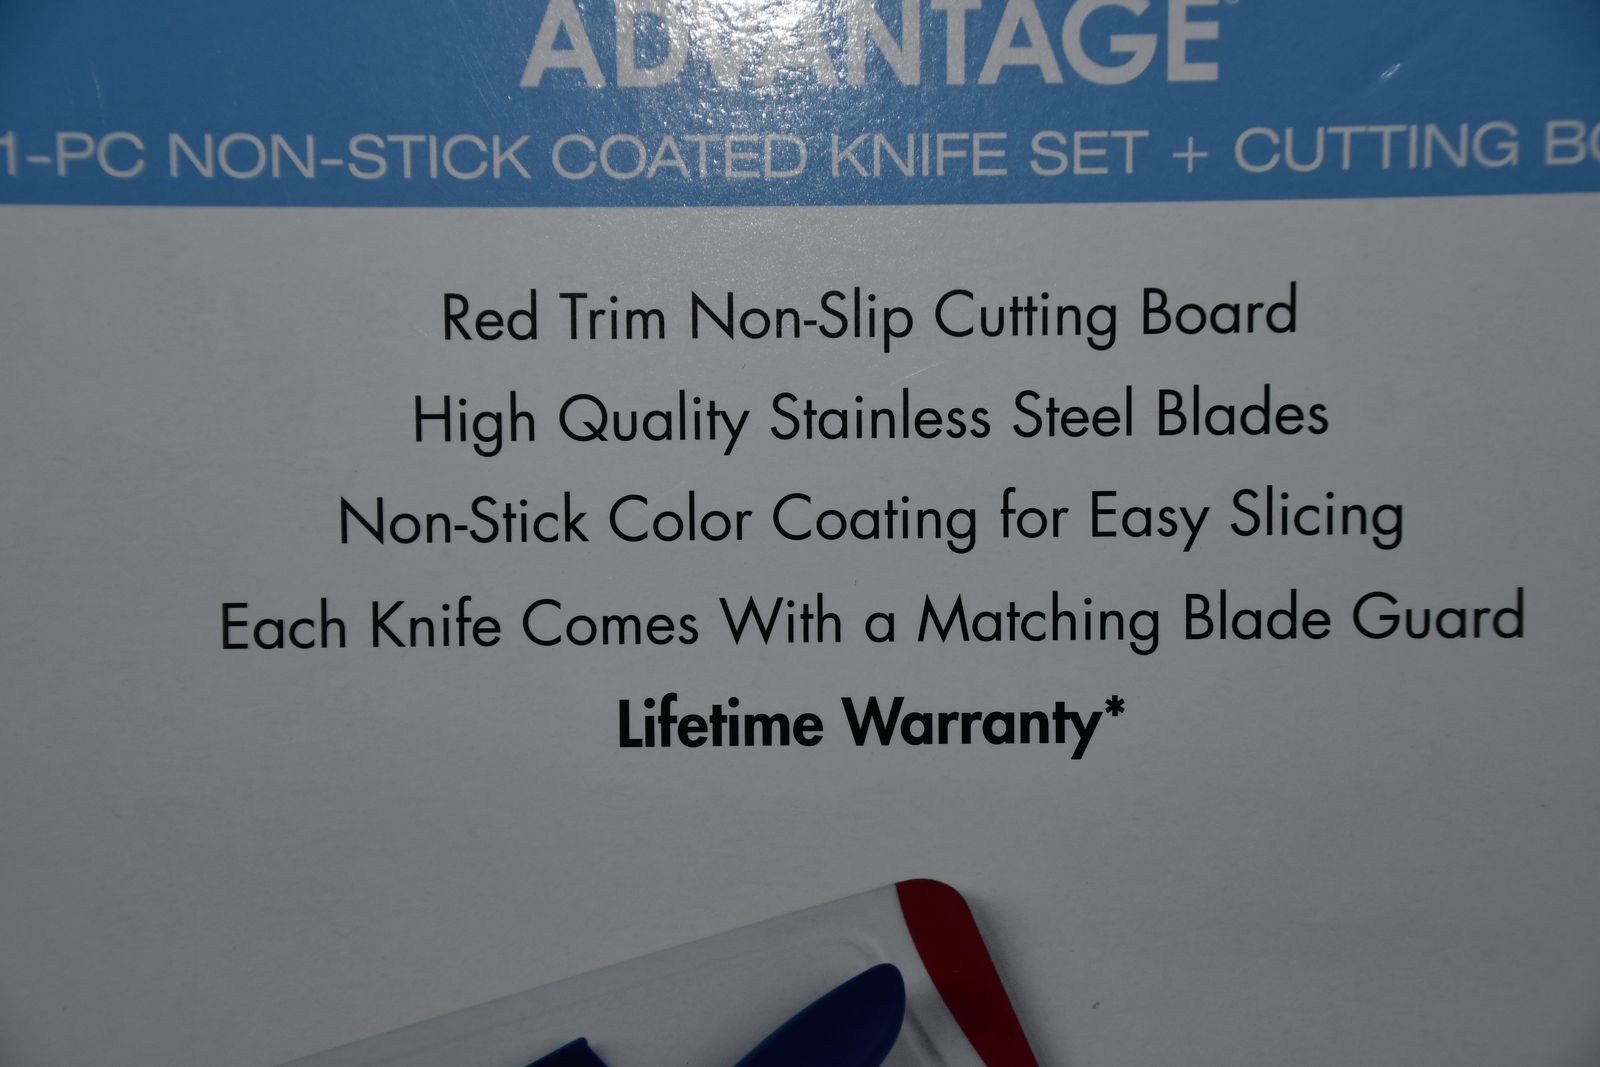 ADVANTAGE
1-PC NON-STICK COATED KNIFE SET + CUTTING
Red Trim Non-Slip Cutting Board
High Quality Stainless Steel Blades
Non-Stick Color Coating for Easy Slicing
Each Knife Comes With a Matching Blade Guard
Lifetime Warranty*